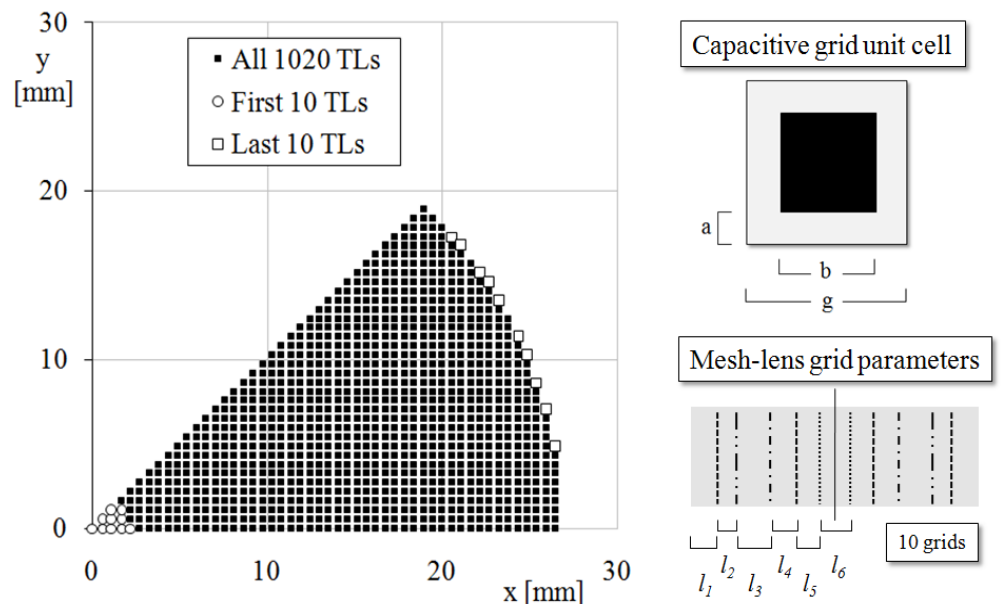 30
y
[mm]
All 1020 TLs
First 10 TLs
Last 10 TLs
20
10
0
0
10
20
30
x [mm]
Capacitive grid unit cell
a
b
g
Mesh-lens grid parameters
10 grids
l1
l2
l3
l4
l5
l6